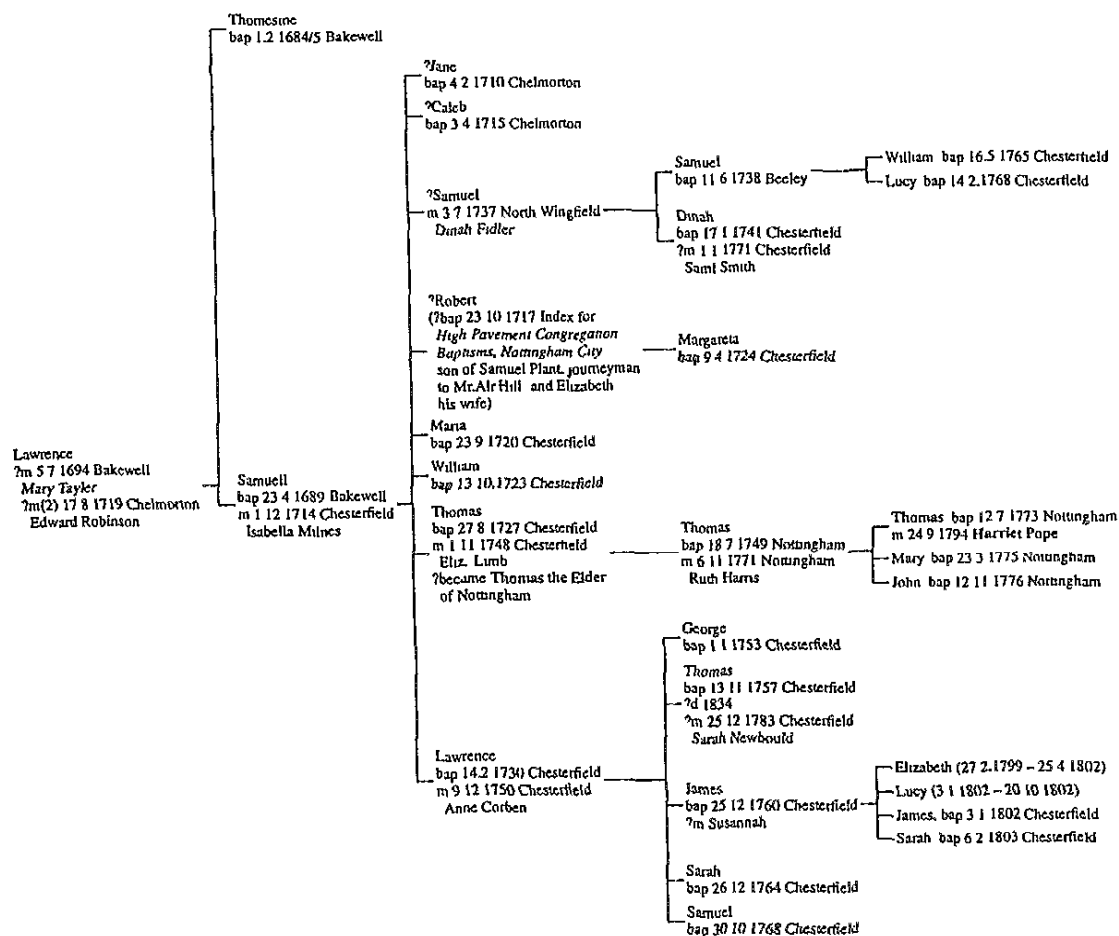 Thomesine
bap 1.2 1684/5 Bakewell
?Jane
bap 4 2 1710 Chelmorton
?Caleb
bap 3 4 1715 Chelmorton
?Samuel
m 3 7 1737 North Wingfield
Dinah Fidler
Samuel
bap 11 6 1738 Beeley
William bap 16.5 1765 Chesterfield
Lucy bap 14 2.1768 Chesterfield
Dinah
bap 17 1 1741 Chesterfield
?m 1 1 1771 Chesterfield
Saml Smith
?Robert
(?bap 23 10 1717 Index for
High Pavement Congregation
Baptisms, Nottingham City
son of Samuel Plant, journeyman
to Mr. Hill and Elizabeth
his wife)
Margareta
bap 9 4 1724 Chesterfield
Maria
bap 23 9 1720 Chesterfield
William
bap 13 10.1723 Chesterfield
Lawrence
?m 5 7 1694 Bakewell
Mary Tayler
?m(2) 17 8 1719 Chelmorton
Edward Robinson
Samuell
bap 23 4 1689 Bakewell
m 1 12 1714 Chesterfield
Isabella Milnes
Thomas
bap 27 8 1727 Chesterfield
m 1 11 1748 Chesterfield
Eliz. Lumb
?became Thomas the Elder
of Nottingham
Thomas
bap 18 7 1749 Nottingham
m 6 11 1771 Nottingham
Ruth Harris
Thomas bap 12 7 1773 Nottingham
m 24 9 1794 Harriet Pope
Mary bap 23 3 1775 Nottingham
John bap 12 11 1776 Nottingham
Lawrence
bap 14.2 1730 Chesterfield
m 9 12 1750 Chesterfield
Anne Corben
George
bap 1 1 1753 Chesterfield
Thomas
bap 13 11 1757 Chesterfield
?d 1834
?m 25 12 1783 Chesterfield
Sarah Newbould
James
bap 25 12 1760 Chesterfield
?m Susannah
Elizabeth (27 2.1799 – 25 4 1802)
Lucy (3 1 1802 – 20 10 1802)
James, bap 3 1 1802 Chesterfield
Sarah bap 6 2 1803 Chesterfield
Sarah
bap 26 12 1764 Chesterfield
Samuel
bap 30 10 1768 Chesterfield